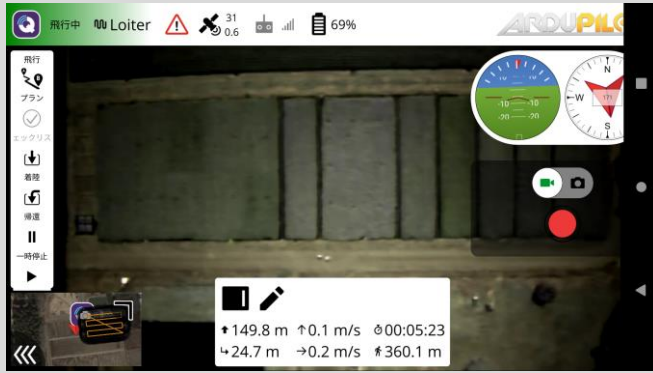 飛行中 Loiter 31 0.6 69% ARDUPILO
飛行
プラン
ェックリス
着陸
帰還
一時停止
N
W
S
171
-10 -10
-20 -20
149.8 m 0.1 m/s 00:05:23
24.7 m 0.2 m/s 360.1 m